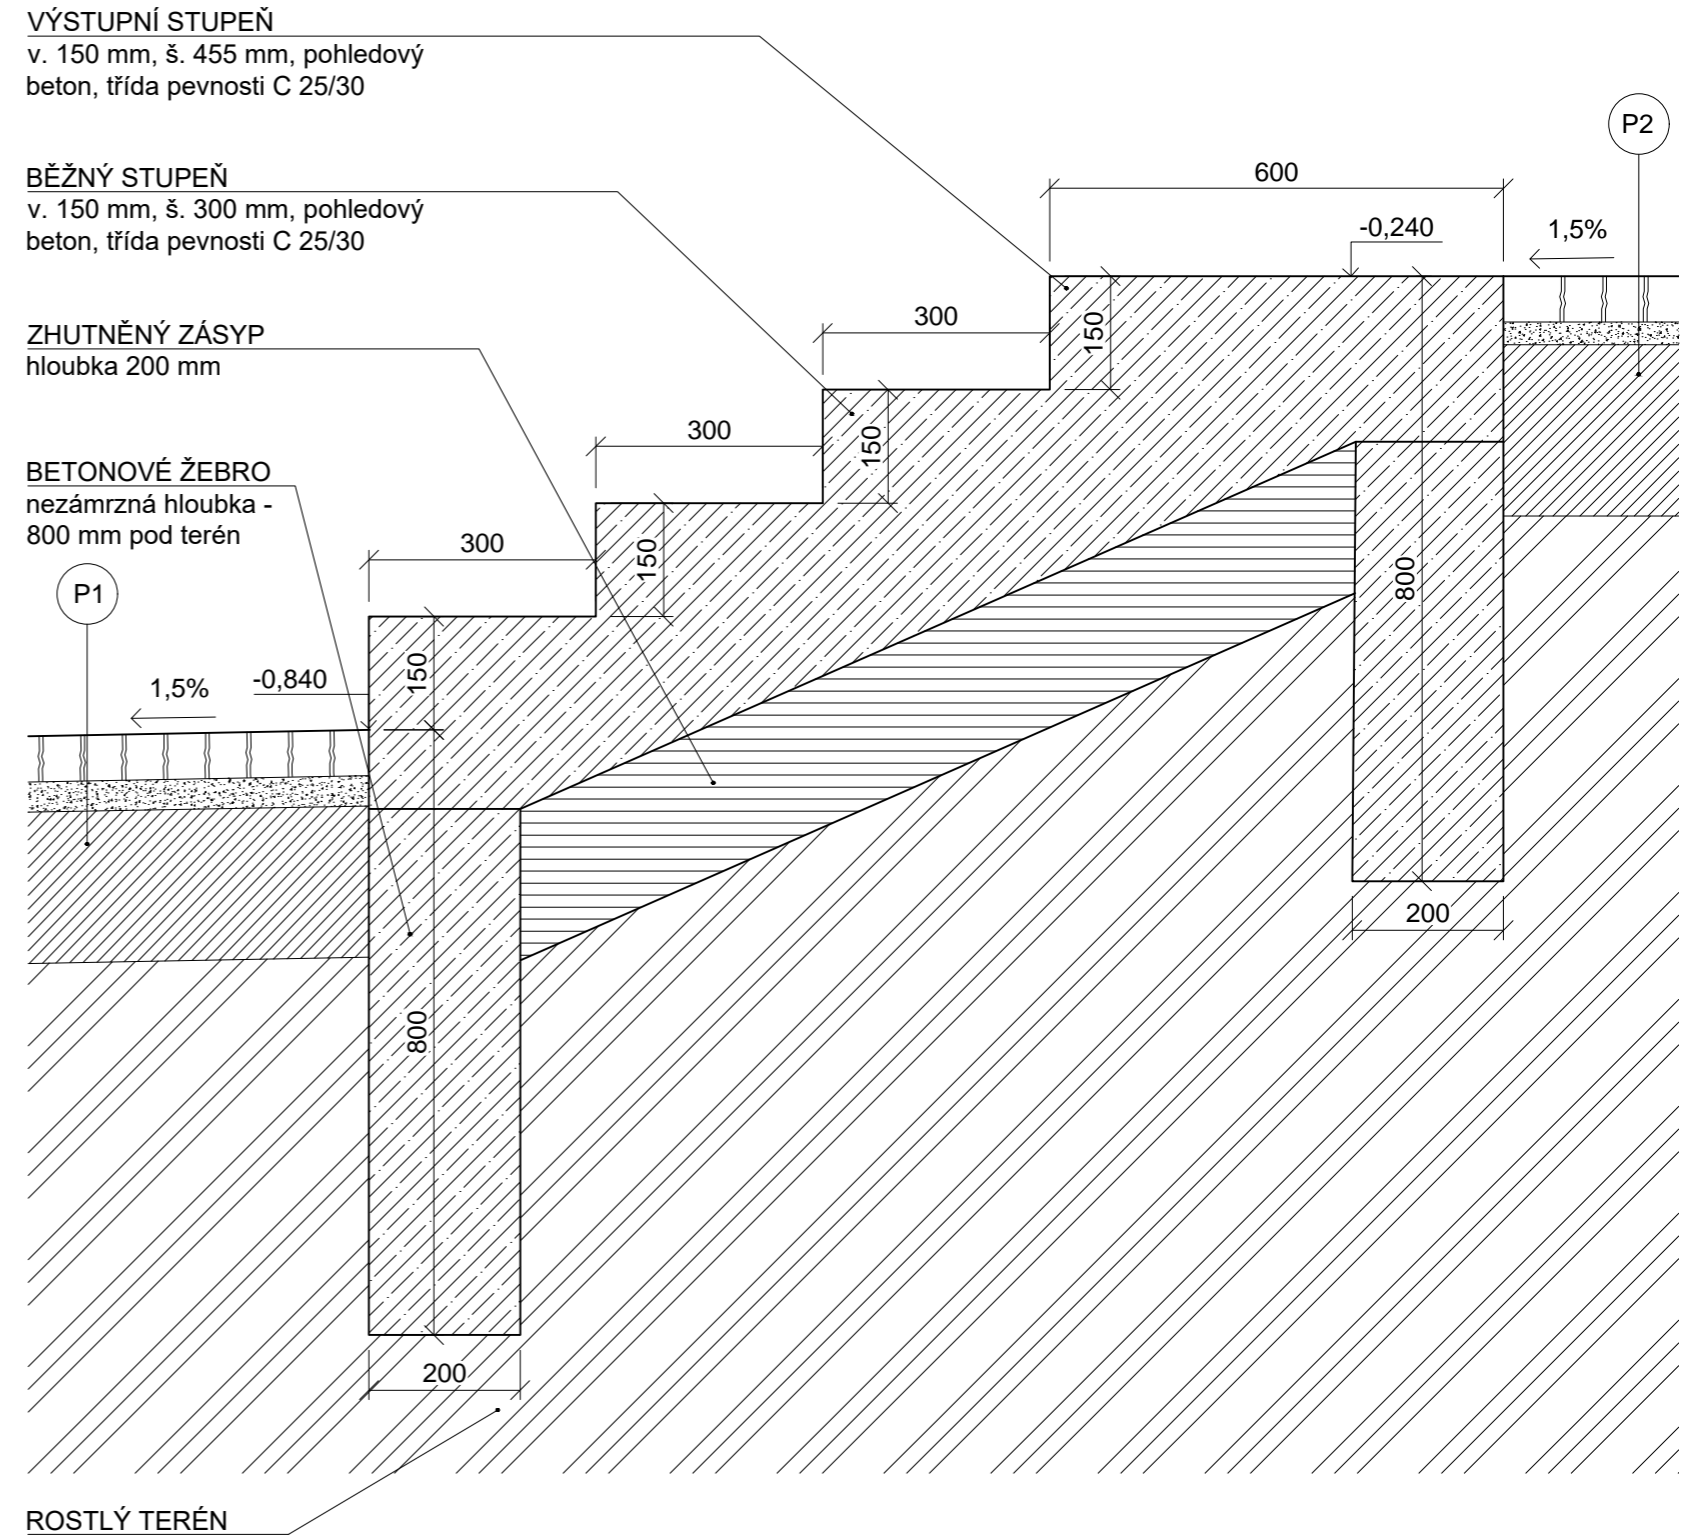 VÝSTUPNÍ STUPEŇ
v. 150 mm, š. 455 mm, pohledový
beton, třída pevnosti C 25/30
BĚŽNÝ STUPEŇ
v. 150 mm, š. 300 mm, pohledový
beton, třída pevnosti C 25/30
ZHUTNĚNÝ ZÁSYP
hloubka 200 mm
BETONOVÉ ŽEBRO
nezámrzná hloubka -
800 mm pod terén
P1
1,5%
-0,840
300
150
300
150
300
150
600
150
-0,240
1,5%
P2
800
200
800
200
ROSTLÝ TERÉN